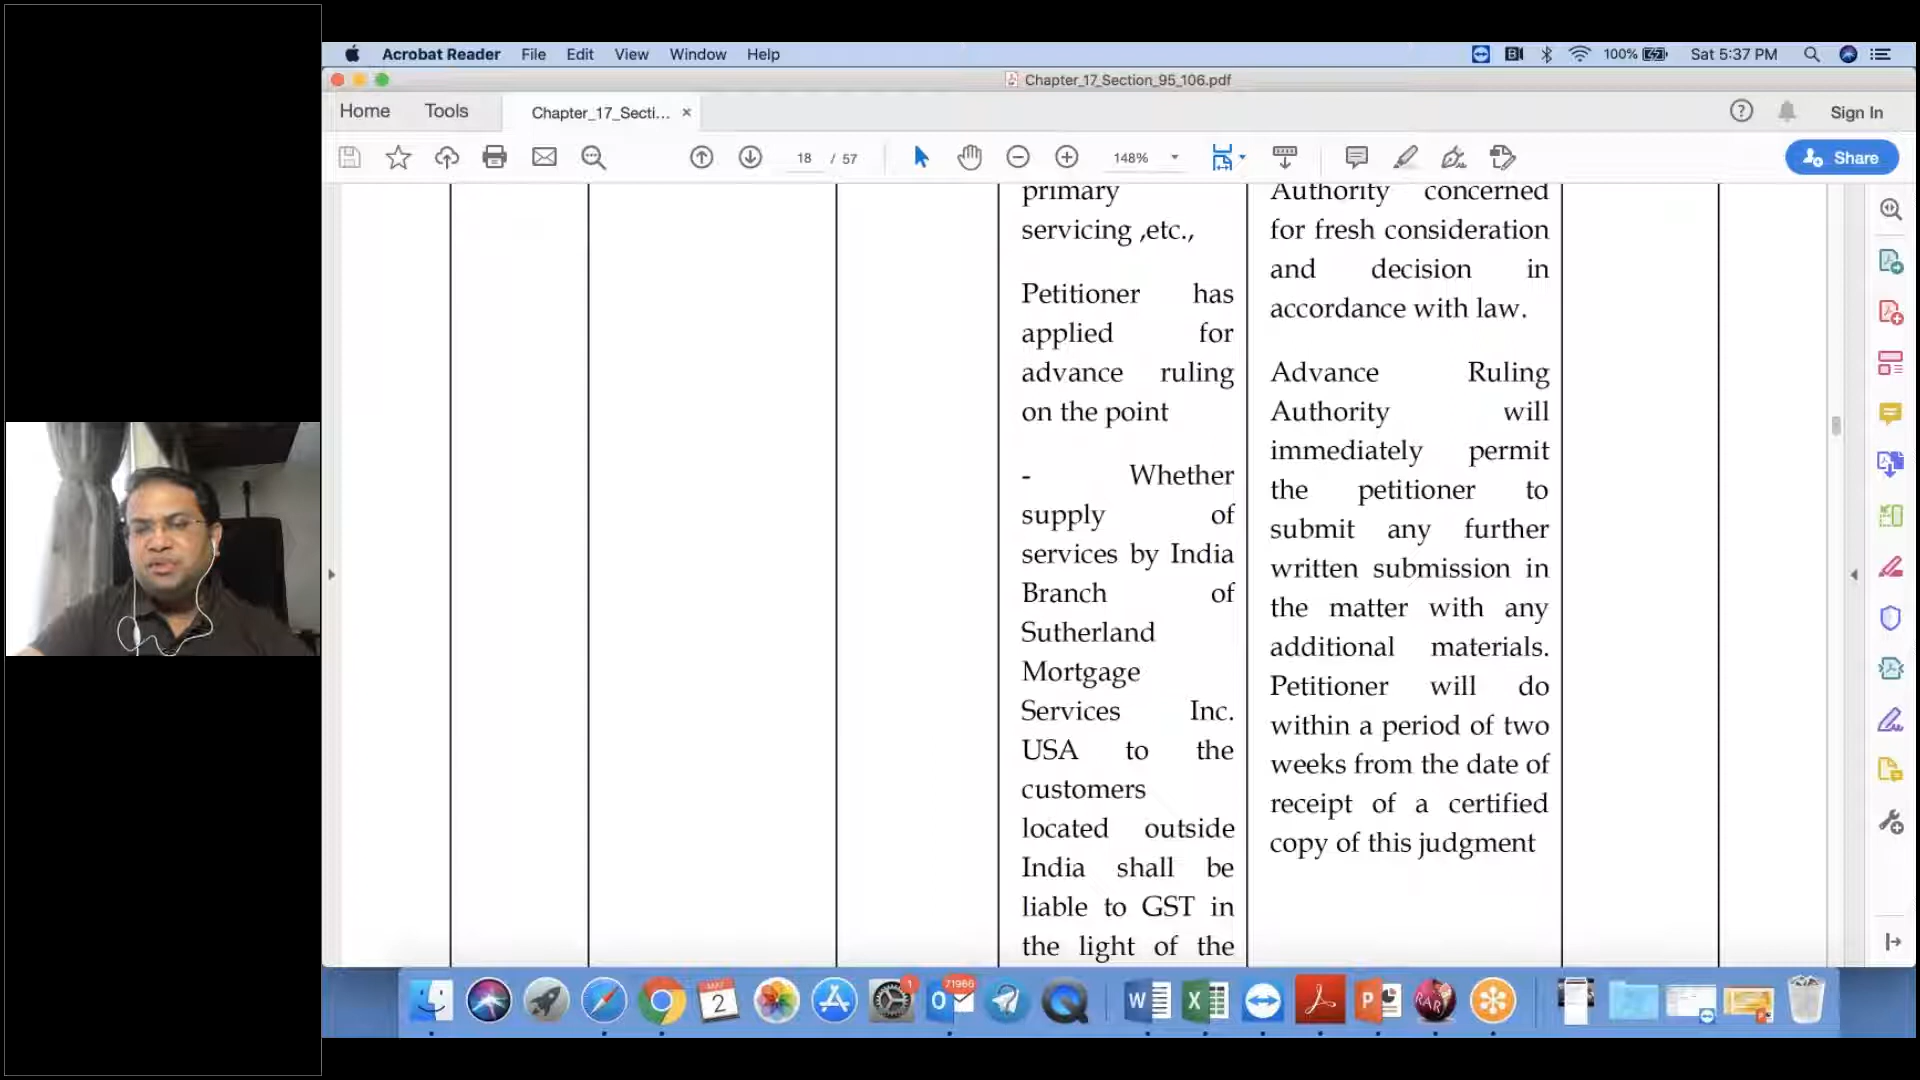 Acrobat Reader File Edit View Window Help 100% Sat 5:37 PM
Chapter_17_Section_95_106.pdf
Home Tools Chapter_17_Secti... × Sign In
18 / 57 148% Share
primary
servicing ,etc.,
Petitioner has
applied for
advance ruling
on the point
- Whether
supply of
services by India
Branch of
Sutherland
Mortgage
Services Inc.
USA to the
customers
located outside
India shall be
liable to GST in
the light of the
Authority concerned
for fresh consideration
and decision in
accordance with law.
Advance Ruling
Authority will
immediately permit
the petitioner to
submit any further
written submission in
the matter with any
additional materials.
Petitioner will do
within a period of two
weeks from the date of
receipt of a certified
copy of this judgment
71966
1
2
RAR